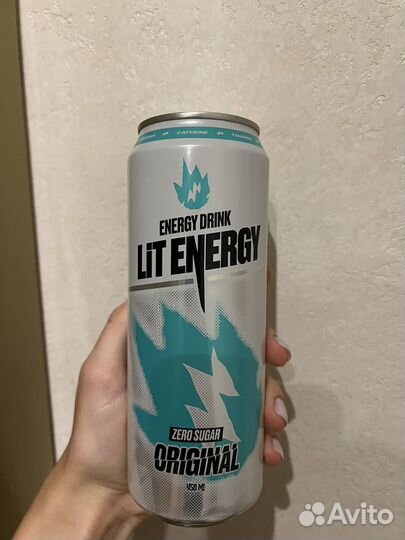 CAFFEINE
ENERGY DRINK
LiT ENERGY
ZERO SUGAR
ORIGINAL
450 Ml
Avito